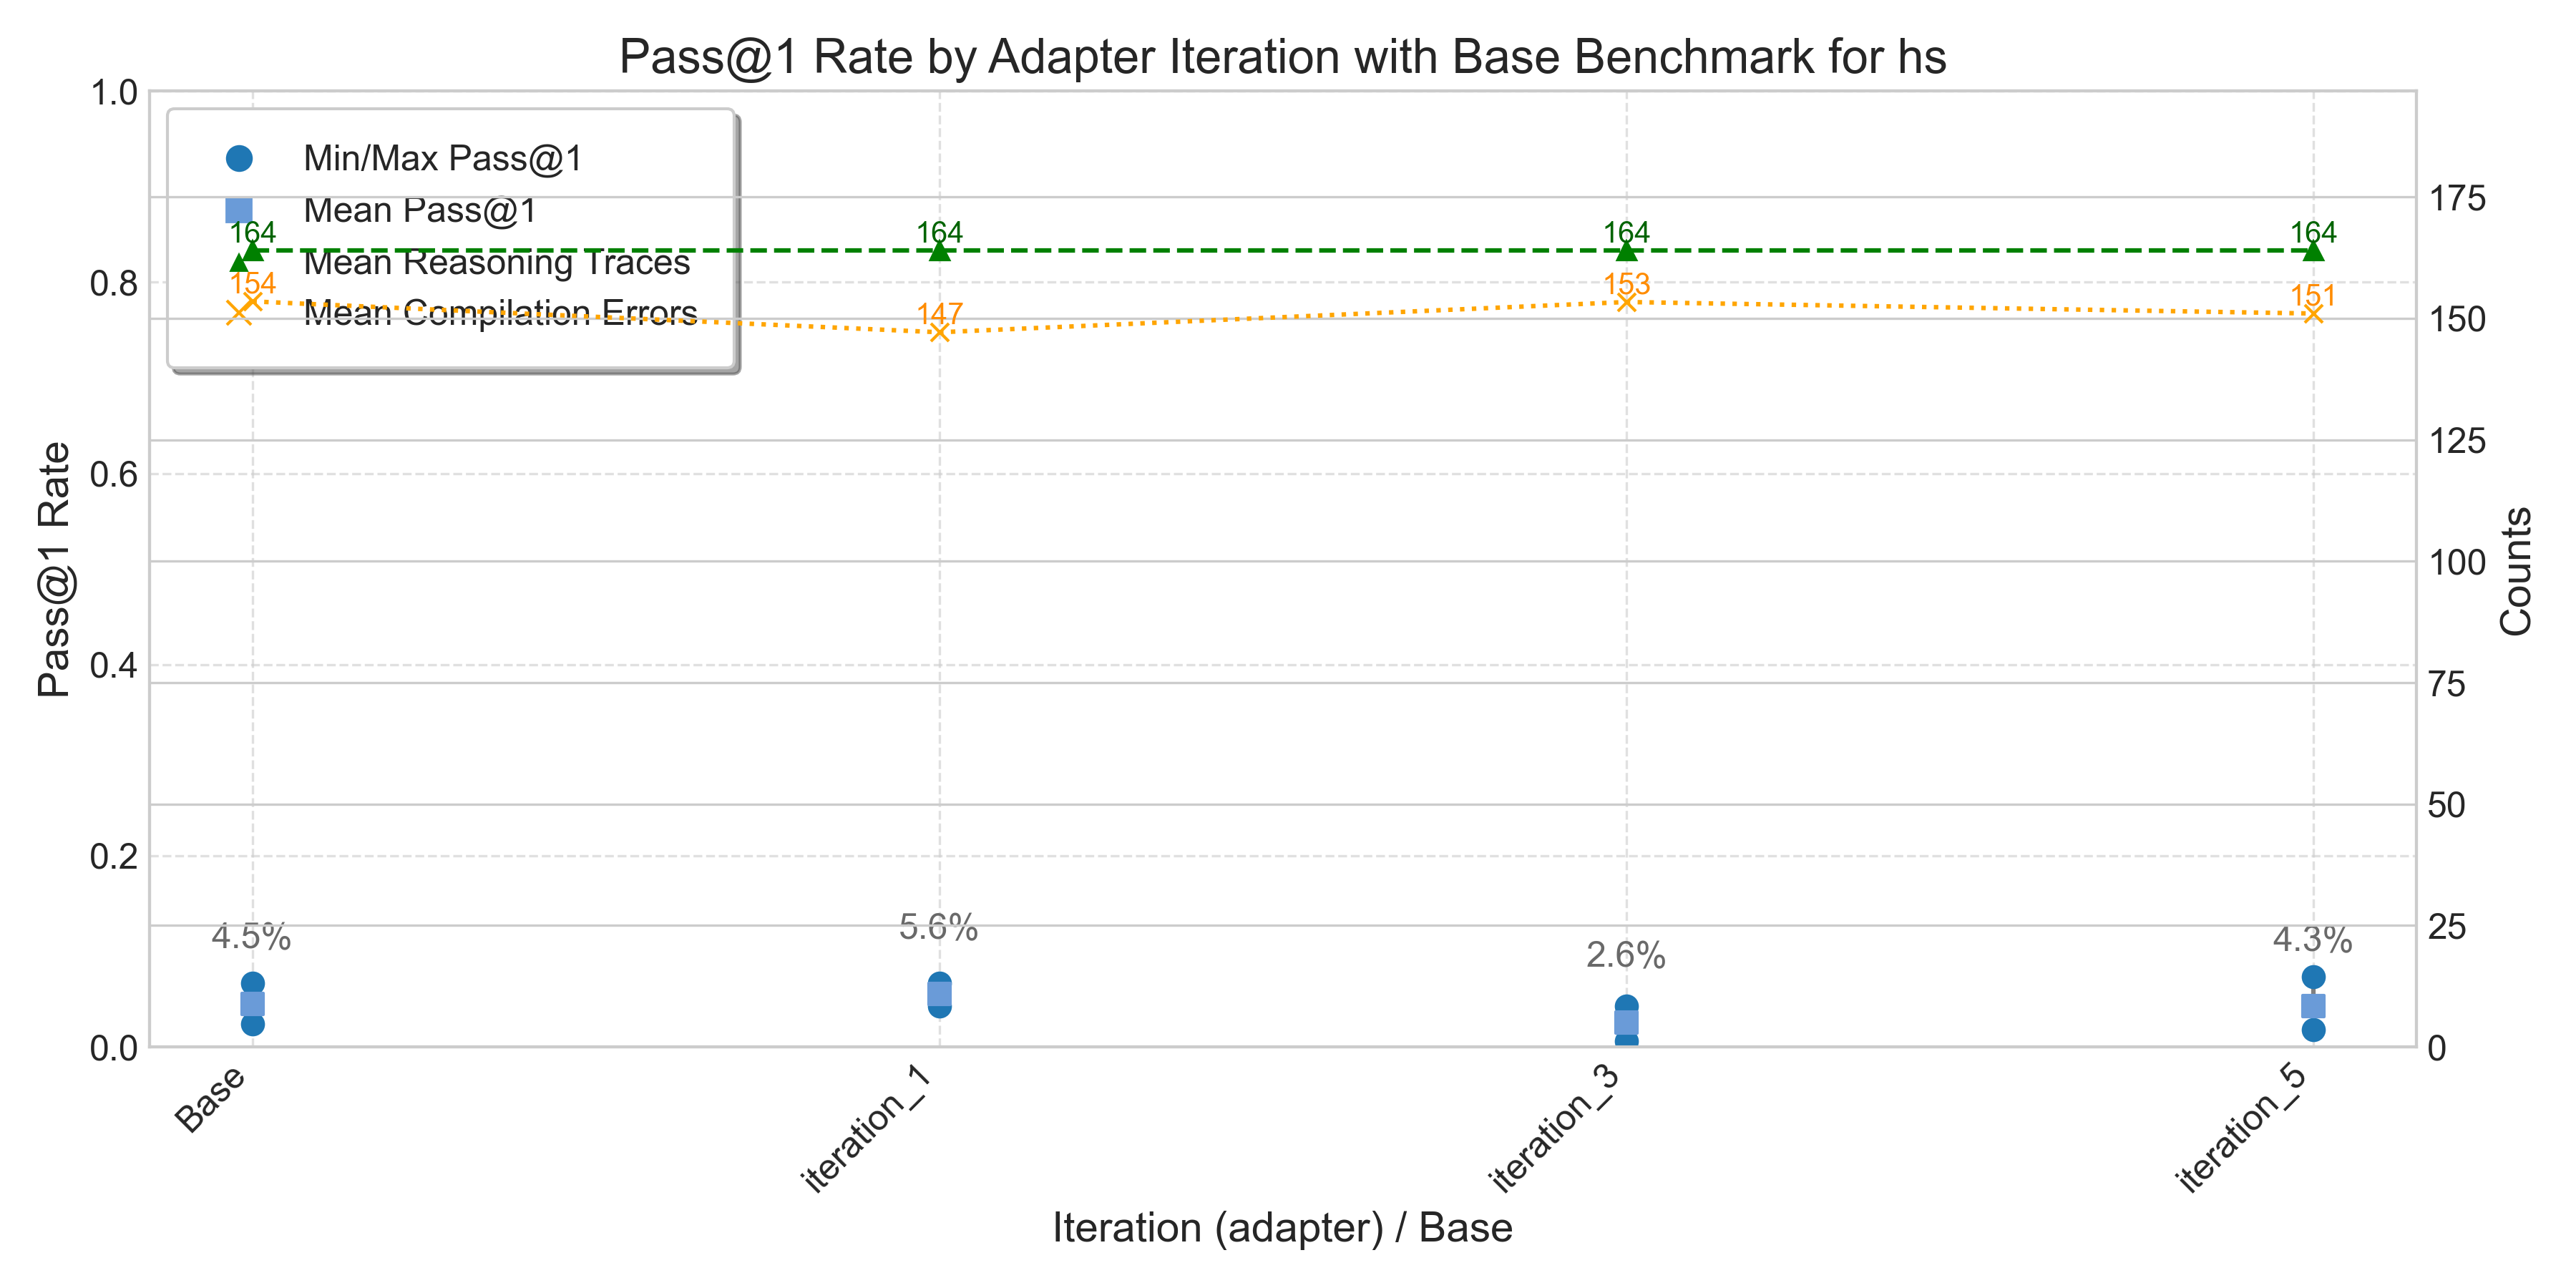 Pass@1 Rate by Adapter Iteration with Base Benchmark for hs
1.0
0.8
0.6
0.4
0.2
0.0
Pass@1 Rate
Min/Max Pass@1
Mean Pass@1
Mean Reasoning Traces
Mean Compilation Errors
164
164
164
164
154
147
153
151
4.5%
5.6%
2.6%
4.3%
175
150
125
100
75
50
25
0
Counts
Base
iteration_1
iteration_3
iteration_5
Iteration (adapter) / Base